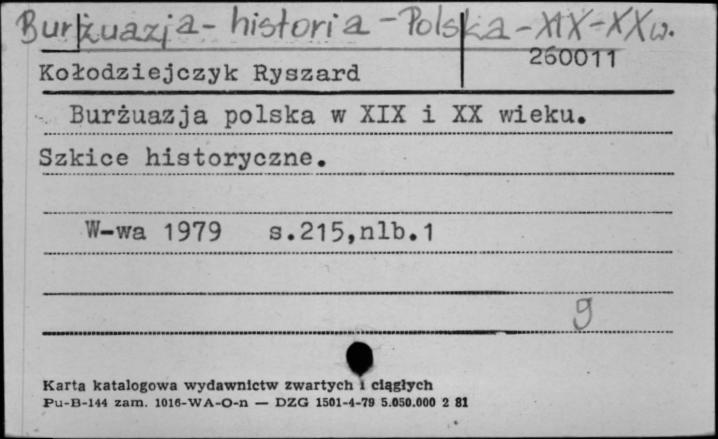 Burżuazja - historia - Polska - XIX-XX w.
260011
Kołodziejczyk Ryszard
Burżuazja polska w XIX i XX wieku.
Szkice historyczne.
W-wa 1979 s.215,nlb.1
g
Karta katalogowa wydawnictw zwartych i ciągłych
Pu-B-144 zam. 1016-WA-O-n — DZG 1501-4-79 5.050.000 2 81